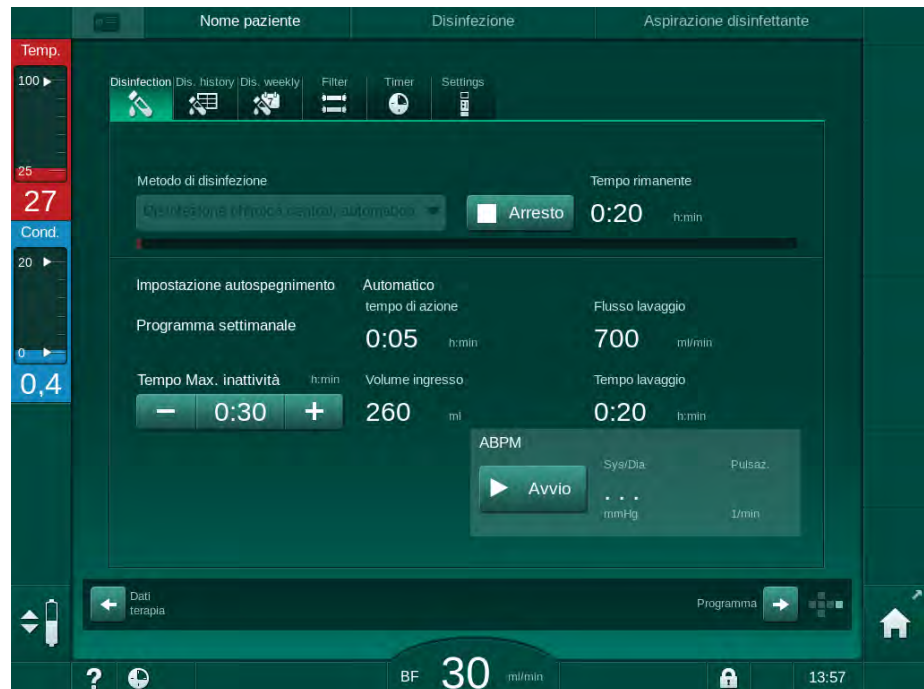 Nome paziente Disinfezione Aspirazione disinfettante
Temp.
100
25
27
Cond.
20
0
0,4
Disinfection Dis. history Dis. weekly Filter Timer Settings
Metodo di disinfezione Tempo rimanente
Arresto 0:20 h:min
Impostazione autospegnimento Automatico
tempo di azione Flusso lavaggio
Programma settimanale
0:05 h:min 700 ml/min
Tempo Max. inattività h:min Volume ingresso Tempo lavaggio
− 0:30 + 260 ml 0:20 h:min
ABPM
Sys/Dia Pulsaz.
Avvio . . .
mmHg 1/min
Dati
terapia Programma
? BF 30 ml/min 13:57